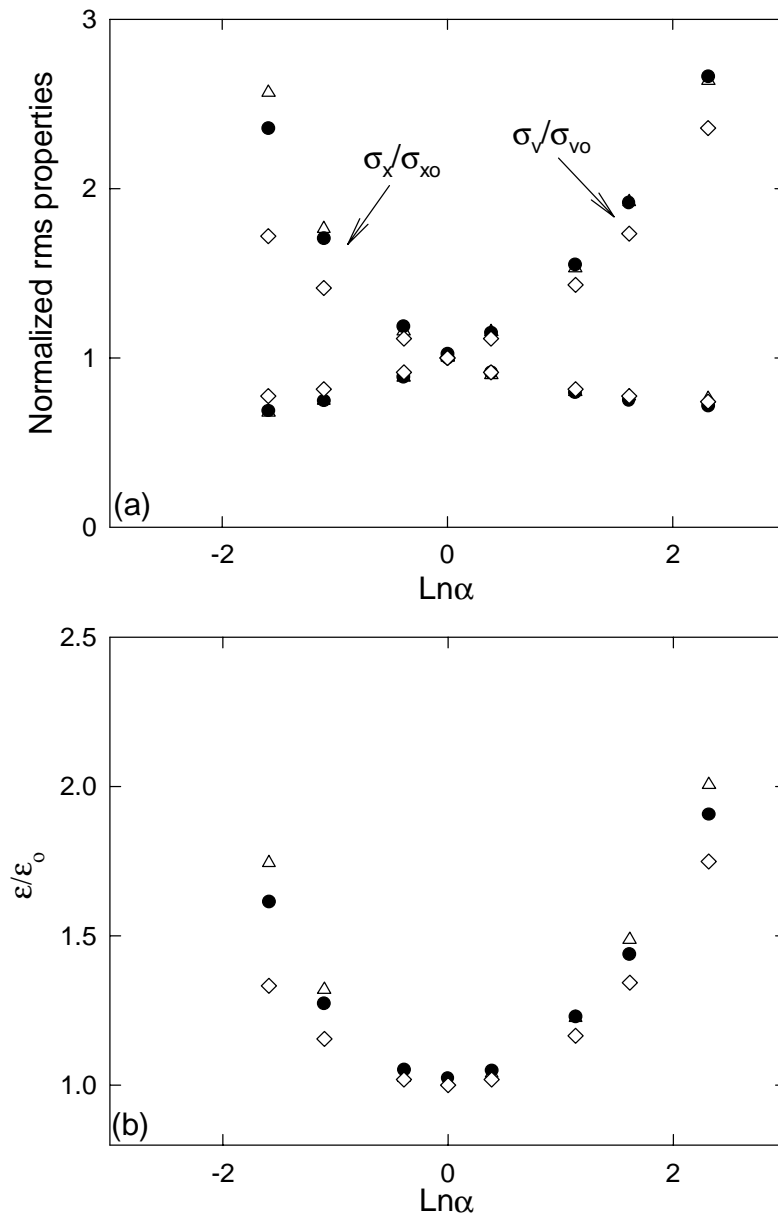 3
2
1
0
Normalized rms properties
σx/σxo
σv/σvo
(a)
-2 0 2
Lnα
2.5
2.0
1.5
1.0
ε/εo
(b)
-2 0 2
Lnα